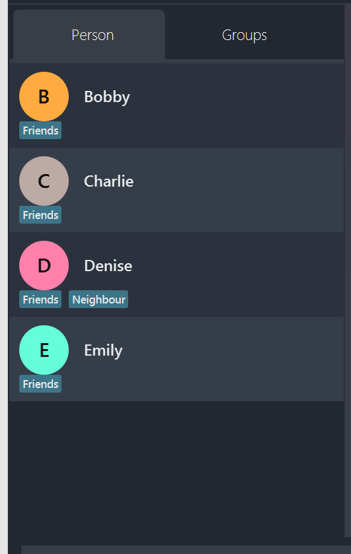 Person Groups
B Bobby
Friends
C Charlie
Friends
D Denise
Friends Neighbour
E Emily
Friends